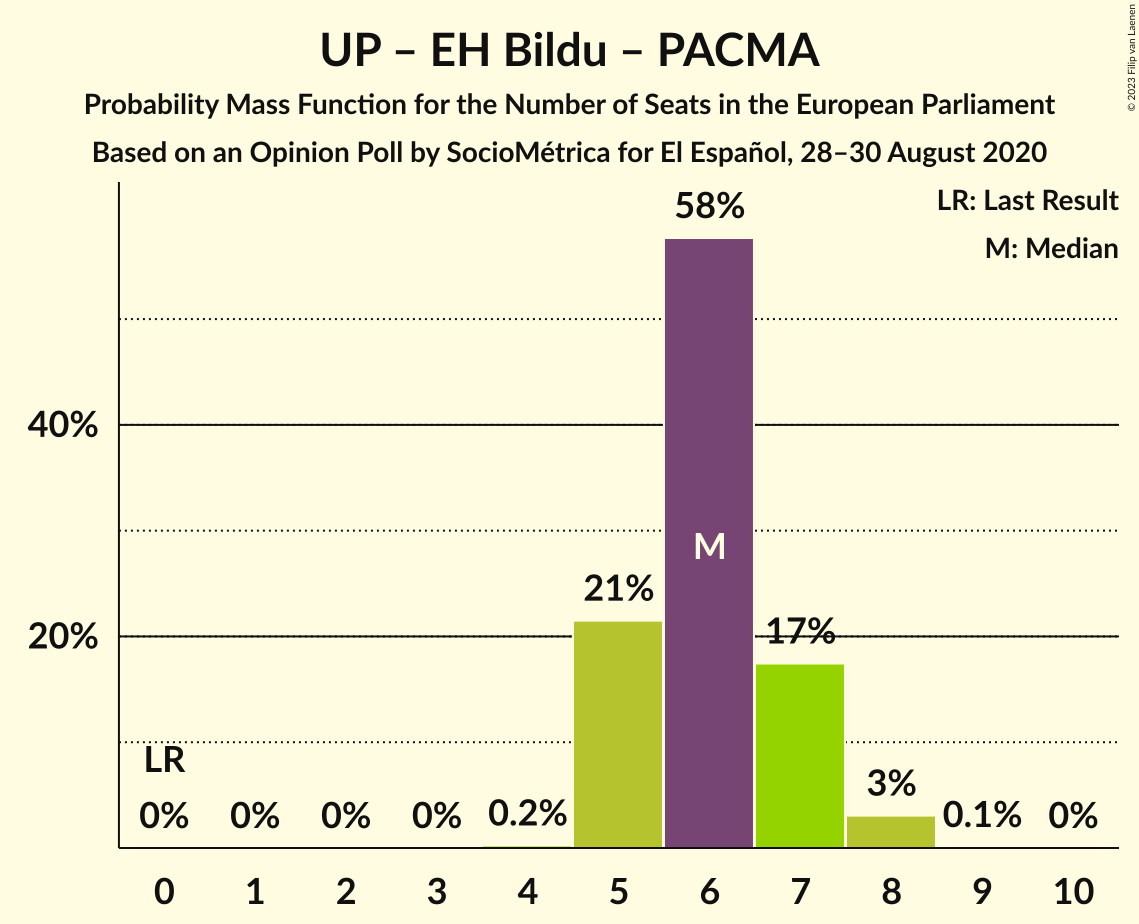 UP – EH Bildu – PACMA
Probability Mass Function for the Number of Seats in the European Parliament
Based on an Opinion Poll by SocioMétrica for El Español, 28–30 August 2020
© 2023 Filip van Laenen
LR: Last Result
M: Median
58%
40%
M
21%
20%
17%
LR
3%
0% 0% 0% 0% 0.2% 0.1% 0%
0 1 2 3 4 5 6 7 8 9 10